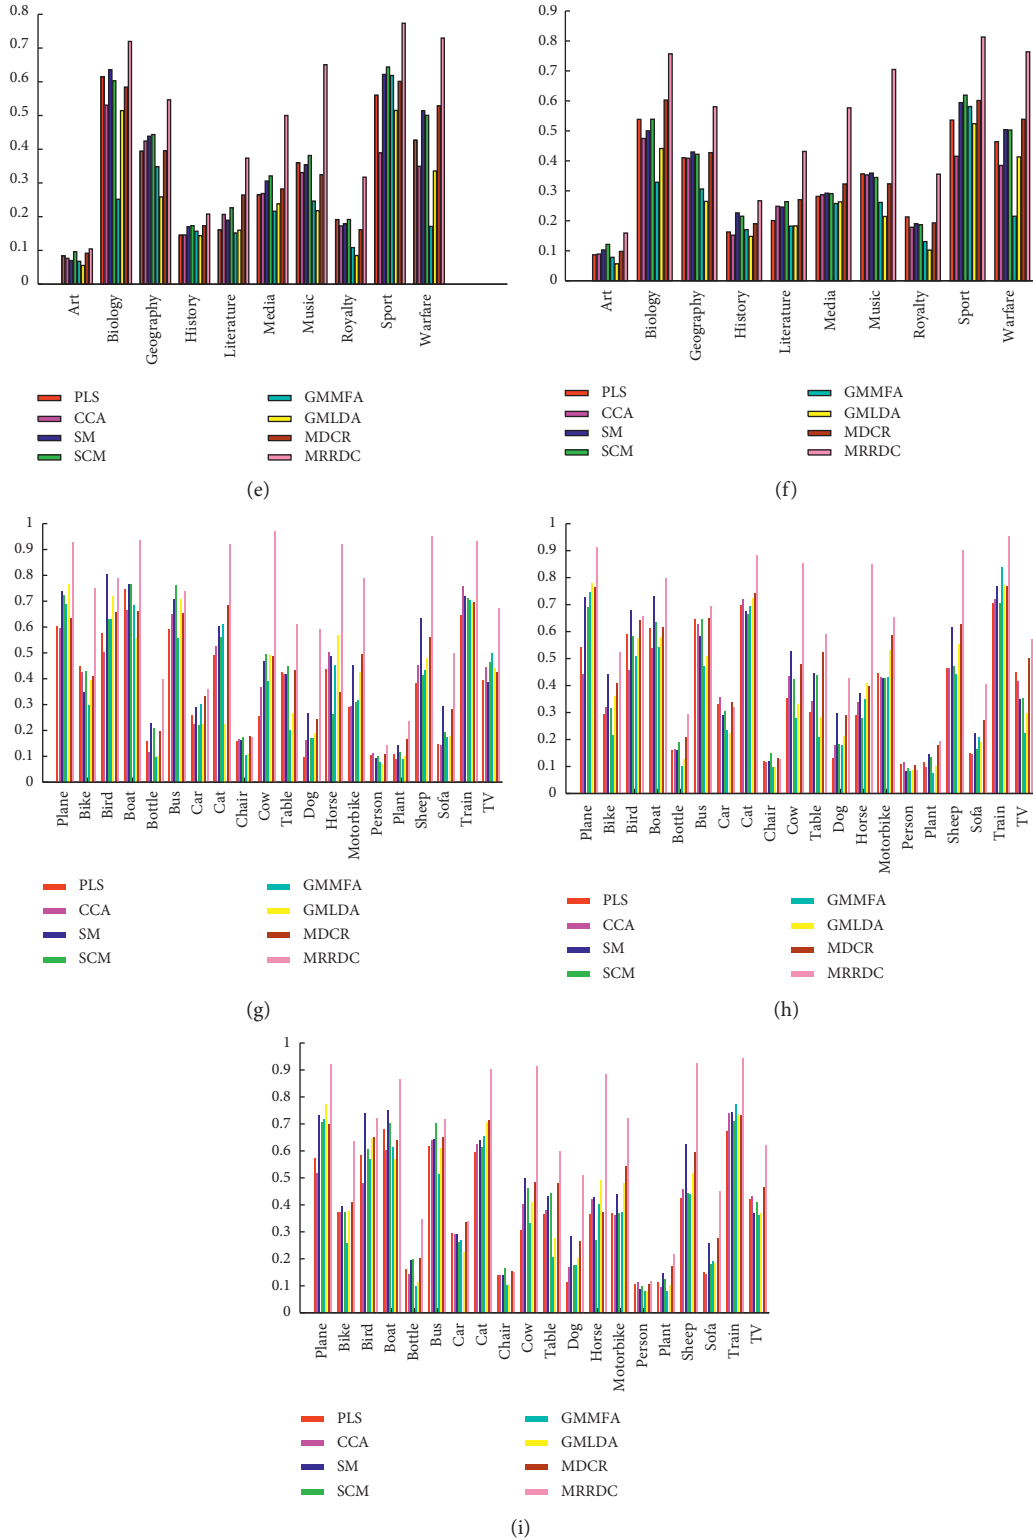 0.8
0.7
0.6
0.5
0.4
0.3
0.2
0.1
0
Art
Biology
Geography
History
Literature
Media
Music
Royalty
Sport
Warfare
PLS
CCA
SM
SCM
GMMFA
GMLDA
MDCR
MRRDC
(e)
0.9
0.8
0.7
0.6
0.5
0.4
0.3
0.2
0.1
0
Art
Biology
Geography
History
Literature
Media
Music
Royalty
Sport
Warfare
PLS
CCA
SM
SCM
GMMFA
GMLDA
MDCR
MRRDC
(f)
1
0.9
0.8
0.7
0.6
0.5
0.4
0.3
0.2
0.1
0
Plane
Bike
Bird
Boat
Bottle
Bus
Car
Cat
Chair
Cow
Table
Dog
Horse
Motorbike
Person
Plant
Sheep
Sofa
Train
TV
PLS
CCA
SM
SCM
GMMFA
GMLDA
MDCR
MRRDC
(g)
1
0.9
0.8
0.7
0.6
0.5
0.4
0.3
0.2
0.1
0
Plane
Bike
Bird
Boat
Bottle
Bus
Car
Cat
Chair
Cow
Table
Dog
Horse
Motorbike
Person
Plant
Sheep
Sofa
Train
TV
PLS
CCA
SM
SCM
GMMFA
GMLDA
MDCR
MRRDC
(h)
1
0.9
0.8
0.7
0.6
0.5
0.4
0.3
0.2
0.1
0
Plane
Bike
Bird
Boat
Bottle
Bus
Car
Cat
Chair
Cow
Table
Dog
Horse
Motorbike
Person
Plant
Sheep
Sofa
Train
TV
PLS
CCA
SM
SCM
GMMFA
GMLDA
MDCR
MRRDC
(i)